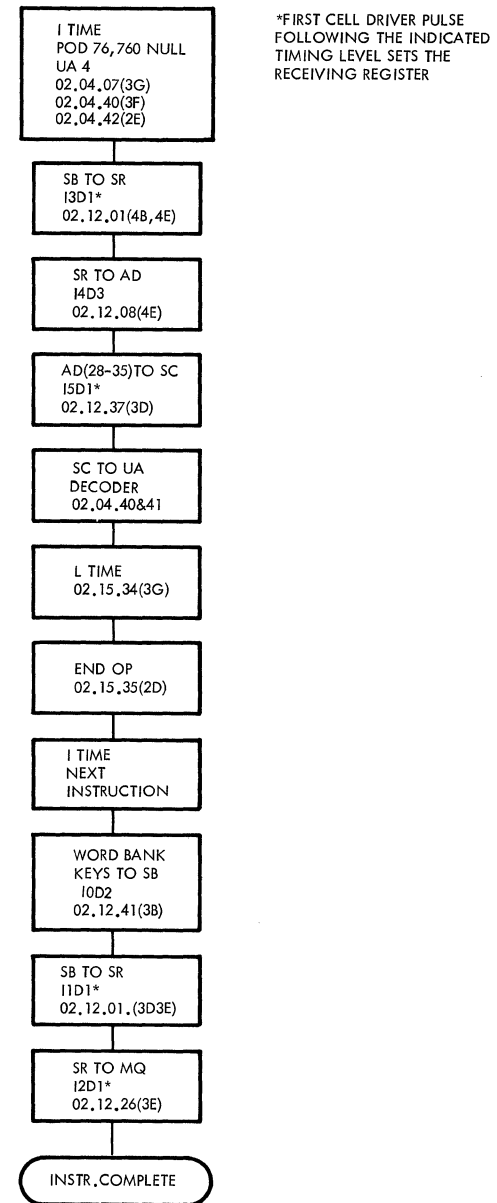 I TIME
POD 76,760 NULL
UA 4
02.04.07(3G)
02.04.40(3F)
02.04.42(2E)
*FIRST CELL DRIVER PULSE
FOLLOWING THE INDICATED
TIMING LEVEL SETS THE
RECEIVING REGISTER
SB TO SR
I3D1*
02.12.01(4B,4E)
SR TO AD
I4D3
02.12.08(4E)
AD(28-35)TO SC
I5D1*
02.12.37(3D)
SC TO UA
DECODER
02.04.40&41
L TIME
02.15.34(3G)
END OP
02.15.35(2D)
I TIME
NEXT
INSTRUCTION
WORD BANK
KEYS TO SB
I0D2
02.12.41(3B)
SB TO SR
I1D1*
02.12.01.(3D3E)
SR TO MQ
I2D1*
02.12.26(3E)
INSTR.COMPLETE